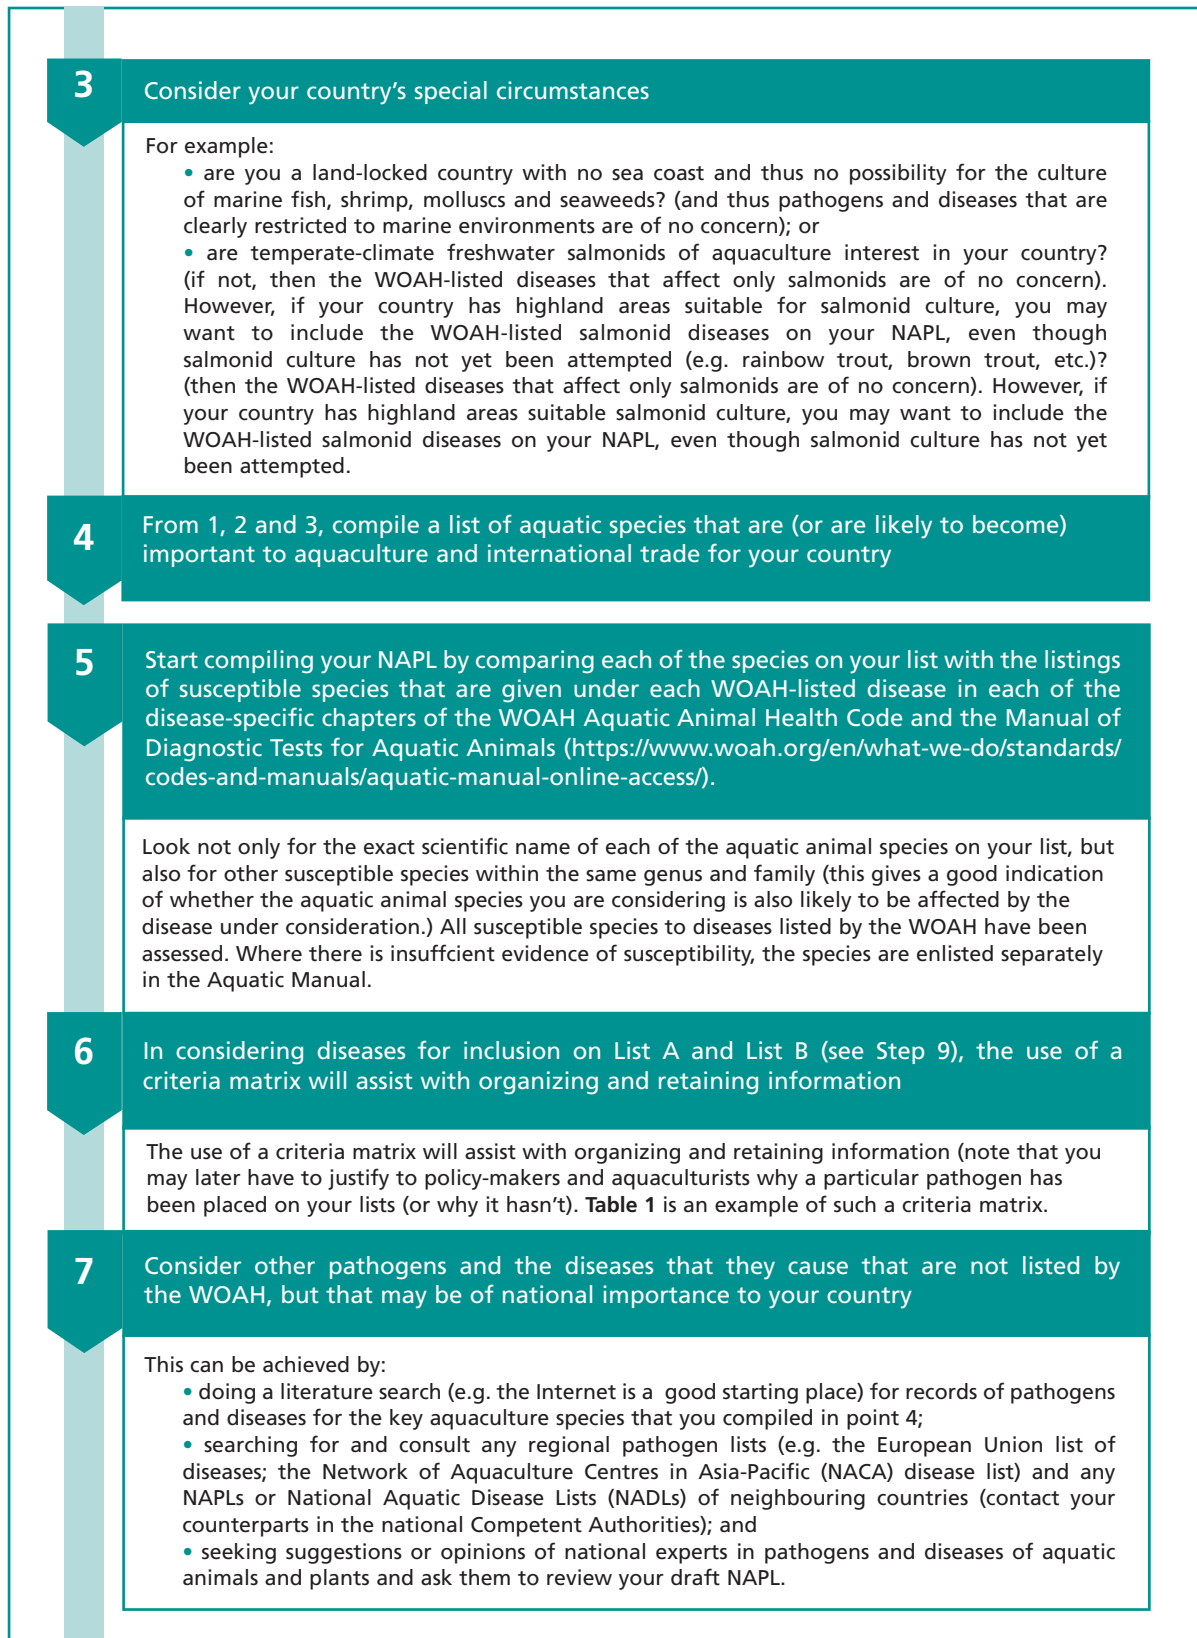 3
Consider your country's special circumstances
For example:
• are you a land-locked country with no sea coast and thus no possibility for the culture
of marine fish, shrimp, molluscs and seaweeds? (and thus pathogens and diseases that are
clearly restricted to marine environments are of no concern); or
• are temperate-climate freshwater salmonids of aquaculture interest in your country?
(if not, then the WOAH-listed diseases that affect only salmonids are of no concern).
However, if your country has highland areas suitable for salmonid culture, you may
want to include the WOAH-listed salmonid diseases on your NAPL, even though
salmonid culture has not yet been attempted (e.g. rainbow trout, brown trout, etc.)?
(then the WOAH-listed diseases that affect only salmonids are of no concern). However, if
your country has highland areas suitable salmonid culture, you may want to include the
WOAH-listed salmonid diseases on your NAPL, even though salmonid culture has not yet
been attempted.
4
From 1, 2 and 3, compile a list of aquatic species that are (or are likely to become)
important to aquaculture and international trade for your country
5
Start compiling your NAPL by comparing each of the species on your list with the listings
of susceptible species that are given under each WOAH-listed disease in each of the
disease-specific chapters of the WOAH Aquatic Animal Health Code and the Manual of
Diagnostic Tests for Aquatic Animals (https://www.woah.org/en/what-we-do/standards/
codes-and-manuals/aquatic-manual-online-access/).
Look not only for the exact scientific name of each of the aquatic animal species on your list, but
also for other susceptible species within the same genus and family (this gives a good indication
of whether the aquatic animal species you are considering is also likely to be affected by the
disease under consideration.) All susceptible species to diseases listed by the WOAH have been
assessed. Where there is insuffcient evidence of susceptibility, the species are enlisted separately
in the Aquatic Manual.
6
In considering diseases for inclusion on List A and List B (see Step 9), the use of a
criteria matrix will assist with organizing and retaining information
The use of a criteria matrix will assist with organizing and retaining information (note that you
may later have to justify to policy-makers and aquaculturists why a particular pathogen has
been placed on your lists (or why it hasn't). Table 1 is an example of such a criteria matrix.
7
Consider other pathogens and the diseases that they cause that are not listed by
the WOAH, but that may be of national importance to your country
This can be achieved by:
• doing a literature search (e.g. the Internet is a good starting place) for records of pathogens
and diseases for the key aquaculture species that you compiled in point 4;
• searching for and consult any regional pathogen lists (e.g. the European Union list of
diseases; the Network of Aquaculture Centres in Asia-Pacific (NACA) disease list) and any
NAPLs or National Aquatic Disease Lists (NADLs) of neighbouring countries (contact your
counterparts in the national Competent Authorities); and
• seeking suggestions or opinions of national experts in pathogens and diseases of aquatic
animals and plants and ask them to review your draft NAPL.